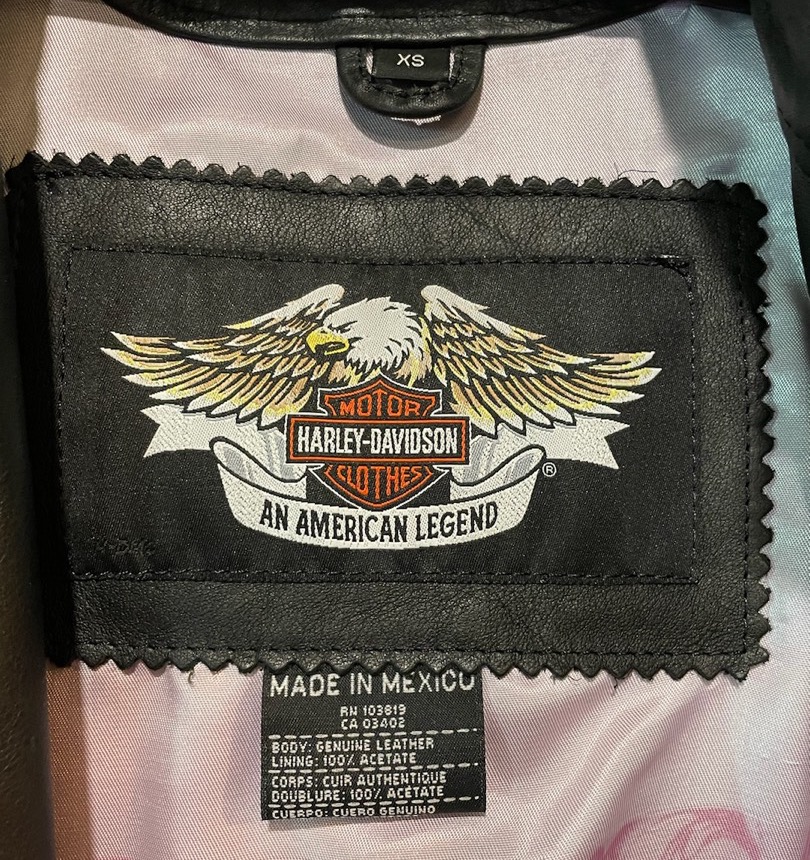 XS
MOTOR
HARLEY-DAVIDSON
CLOTHES
®
AN AMERICAN LEGEND
MADE IN MEXICO
RN 103819
CA 03402
BODY: GENUINE LEATHER
LINING: 100% ACETATE
CORPS: CUIR AUTHENTIQUE
DOUBLURE: 100% ACÉTATE
CUERPO: CUERO GENUINO